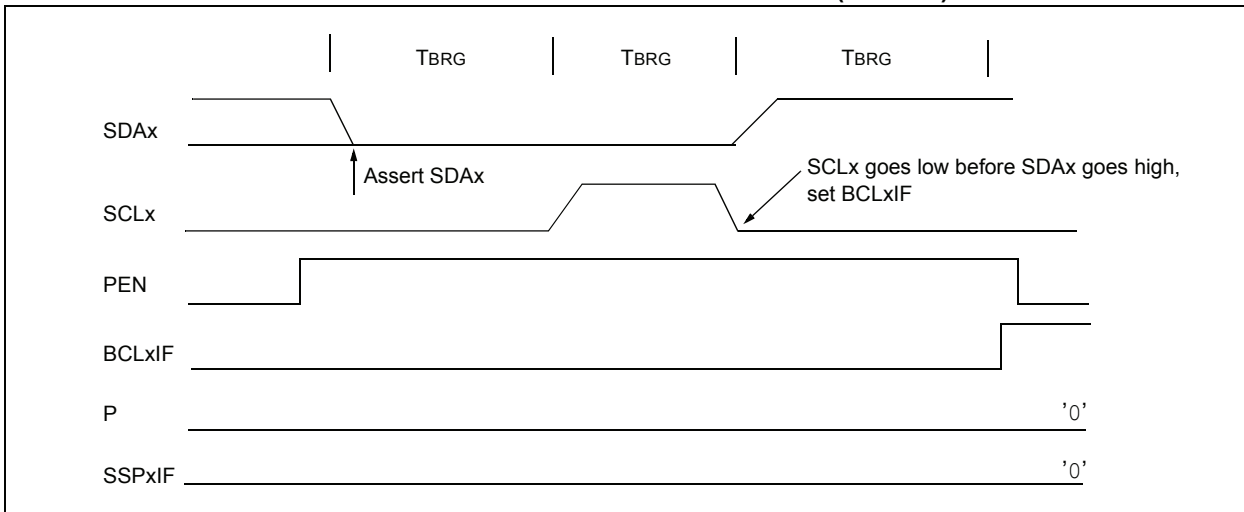 TBRG TBRG TBRG
SDAx
Assert SDAx
SCLx goes low before SDAx goes high,
set BCLxIF
SCLx
PEN
BCLxIF
P
'0'
SSPxIF
'0'